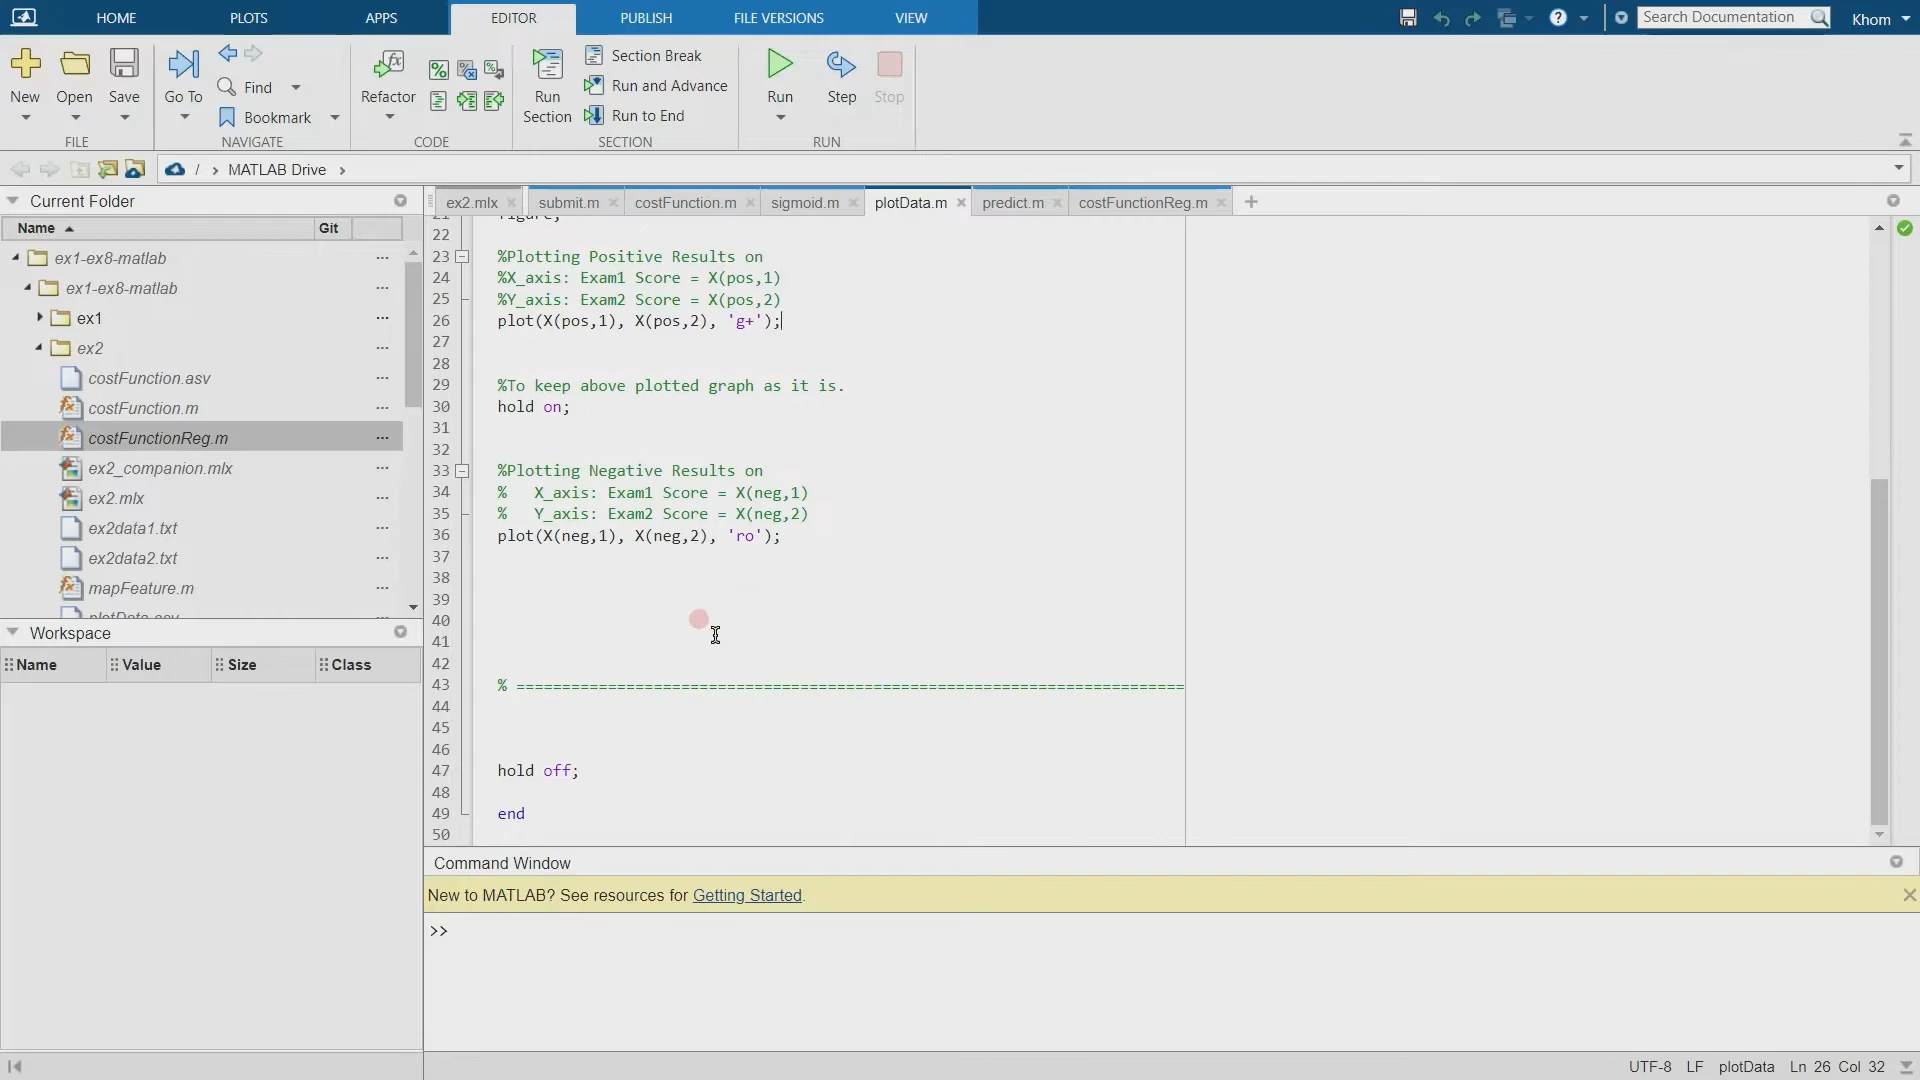 HOME
PLOTS
APPS
EDITOR
PUBLISH
FILE VERSIONS
VIEW
Search Documentation
Khom
New
Open
Save
FILE
Go To
Find
Bookmark
NAVIGATE
Refactor
CODE
Run Section
Section Break
Run and Advance
Run to End
SECTION
Run
Step
Stop
RUN
/ > MATLAB Drive >
Current Folder
Name
Git
ex1-ex8-matlab
ex1-ex8-matlab
ex1
ex2
costFunction.asv
costFunction.m
costFunctionReg.m
ex2_companion.mlx
ex2.mlx
ex2data1.txt
ex2data2.txt
mapFeature.m
plotData.asv
Workspace
Name
Value
Size
Class
ex2.mlx
submit.m
costFunction.m
sigmoid.m
plotData.m
predict.m
costFunctionReg.m
21 figure;
22
23 %Plotting Positive Results on
24 %X_axis: Exam1 Score = X(pos,1)
25 %Y_axis: Exam2 Score = X(pos,2)
26 plot(X(pos,1), X(pos,2), 'g+');
27
28
29 %To keep above plotted graph as it is.
30 hold on;
31
32
33 %Plotting Negative Results on
34 %   X_axis: Exam1 Score = X(neg,1)
35 %   Y_axis: Exam2 Score = X(neg,2)
36 plot(X(neg,1), X(neg,2), 'ro');
37
38
39
40
41
42
43 % =========================================================================
44
45
46
47 hold off;
48
49 end
50
Command Window
New to MATLAB? See resources for Getting Started.
>>
UTF-8 LF plotData Ln 26 Col 32